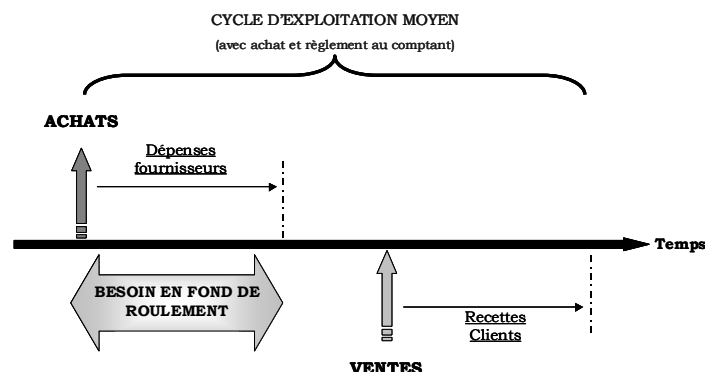 CYCLE D'EXPLOITATION MOYEN
(avec achat et règlement au comptant)
ACHATS
Dépenses
fournisseurs
Temps
BESOIN EN FOND DE
ROULEMENT
Recettes
Clients
VENTES